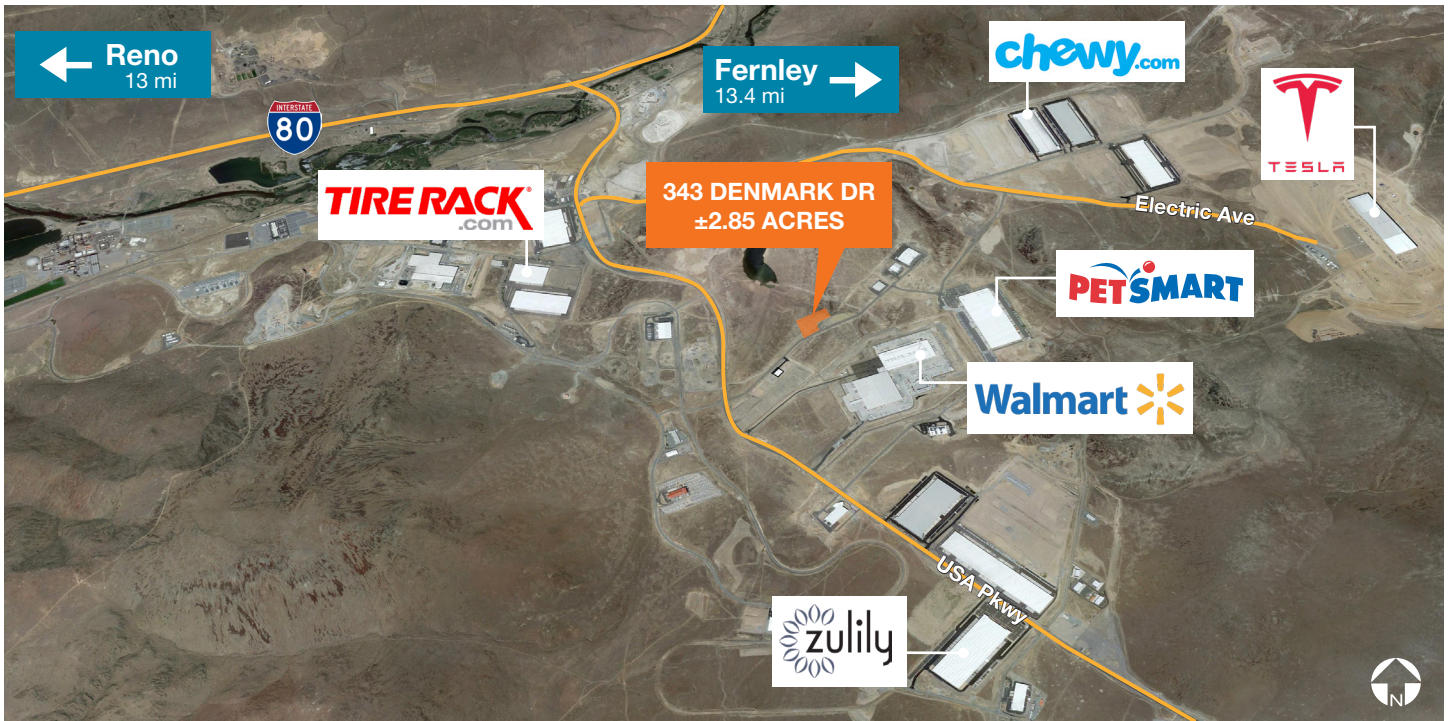 Reno
13 mi
INTERSTATE
80
Fernley
13.4 mi
chewy.com
TESLA
TIRE RACK
.com
343 DENMARK DR
±2.85 ACRES
Electric Ave
PETSMART
Walmart
USA Pkwy
zulily
N